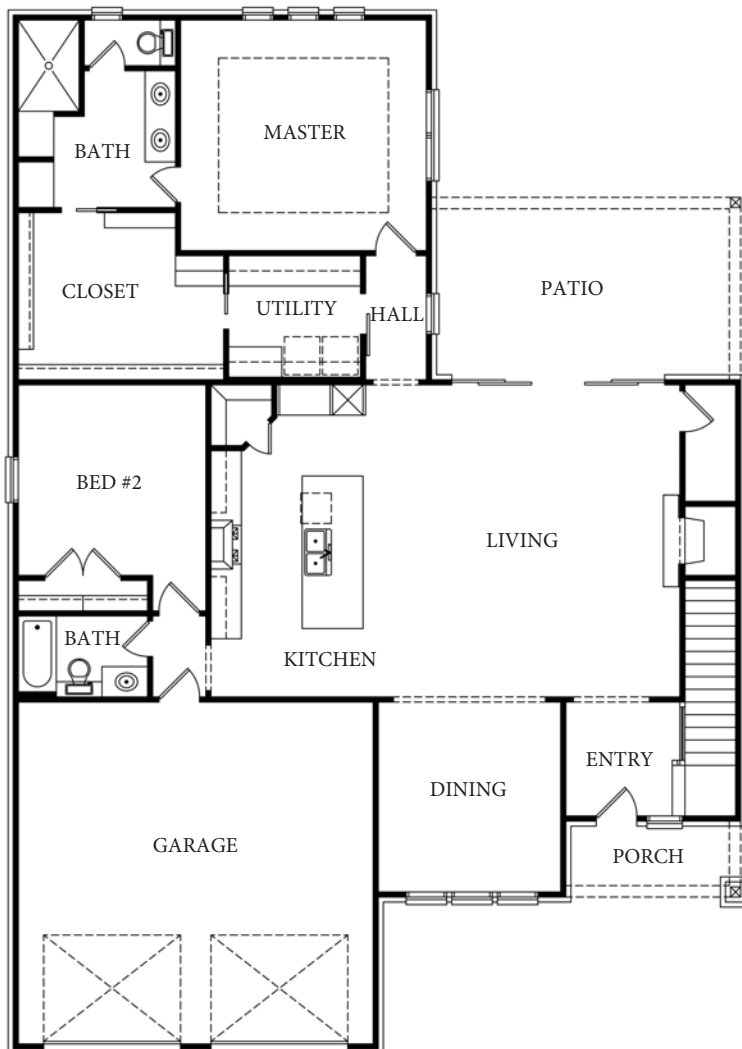 MASTER
BATH
CLOSET
UTILITY
HALL
PATIO
BED #2
LIVING
BATH
KITCHEN
ENTRY
DINING
GARAGE
PORCH